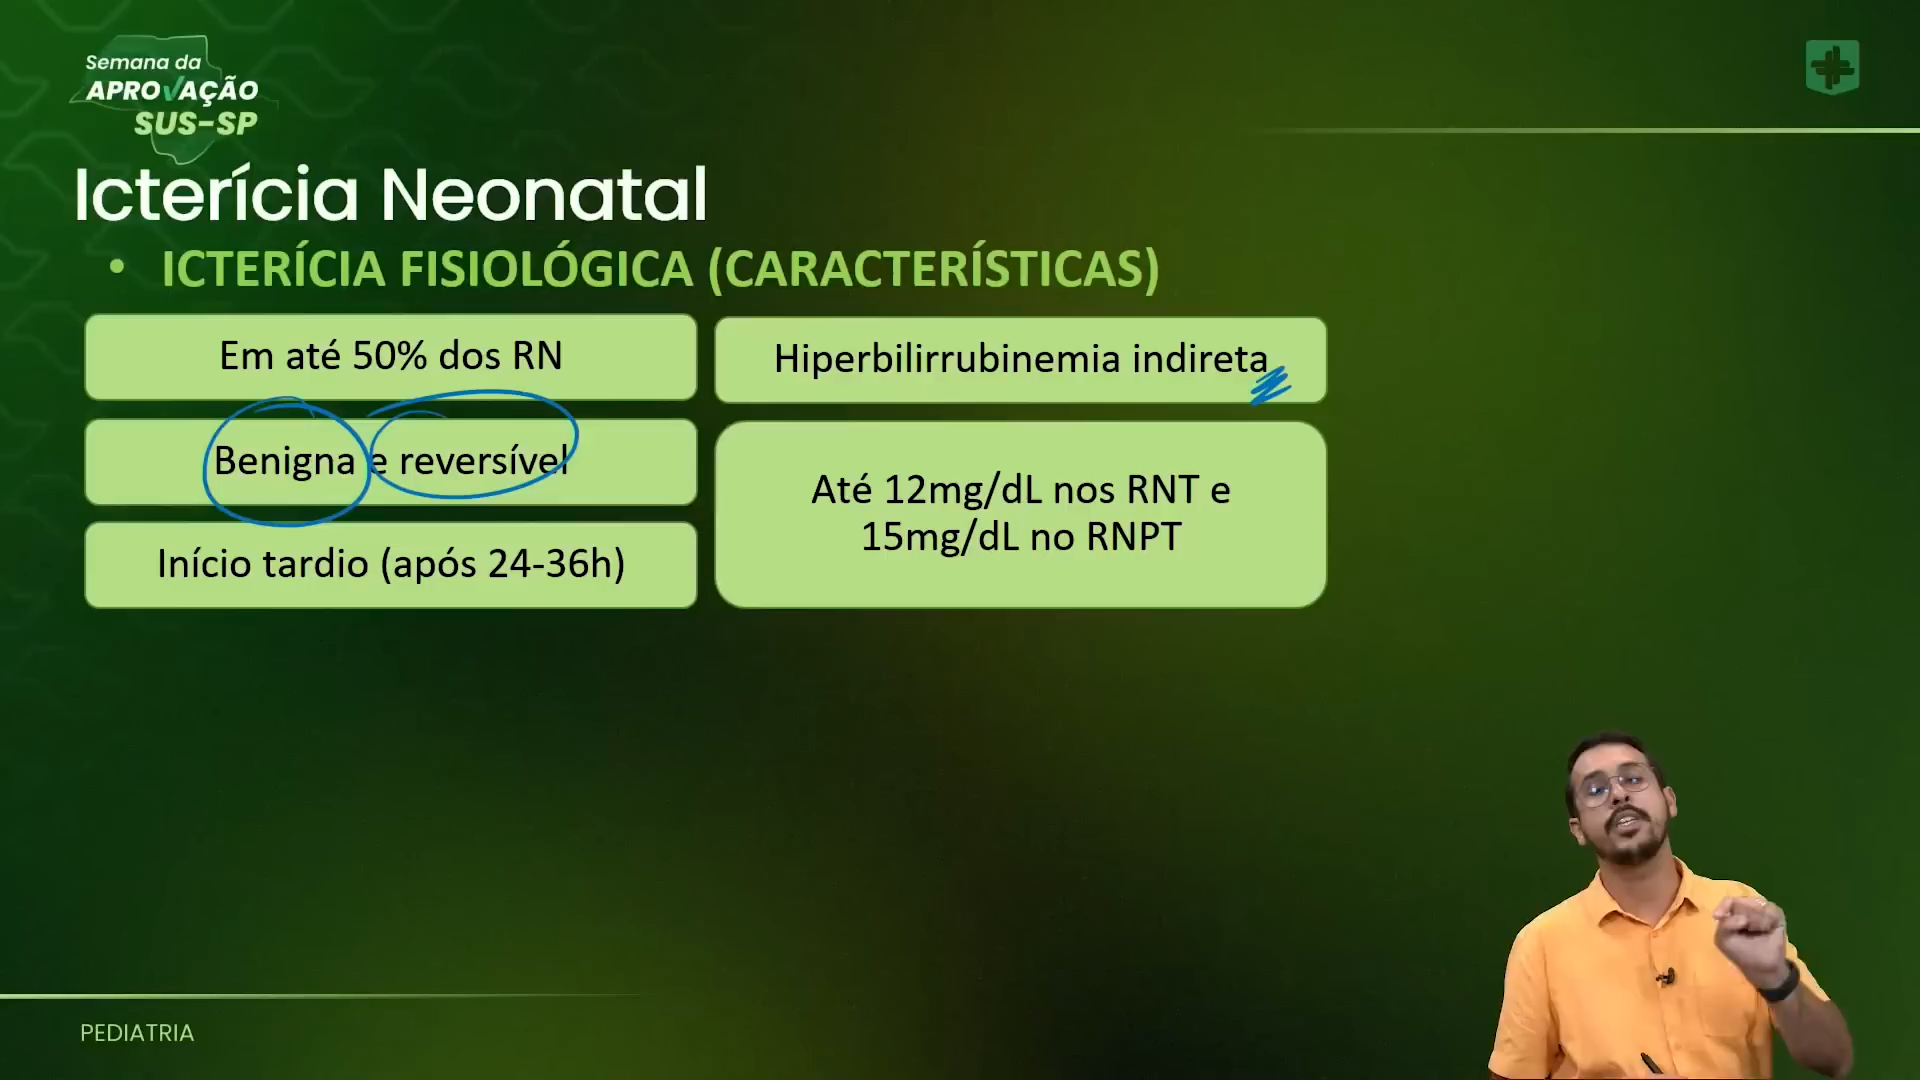 Semana da
APROVAÇÃO
SUS-SP
Icterícia Neonatal
• ICTERÍCIA FISIOLÓGICA (CARACTERÍSTICAS)
Em até 50% dos RN
Hiperbilirrubinemia indireta
Benigna e reversível
Até 12mg/dL nos RNT e
15mg/dL no RNPT
Início tardio (após 24-36h)
PEDIATRIA